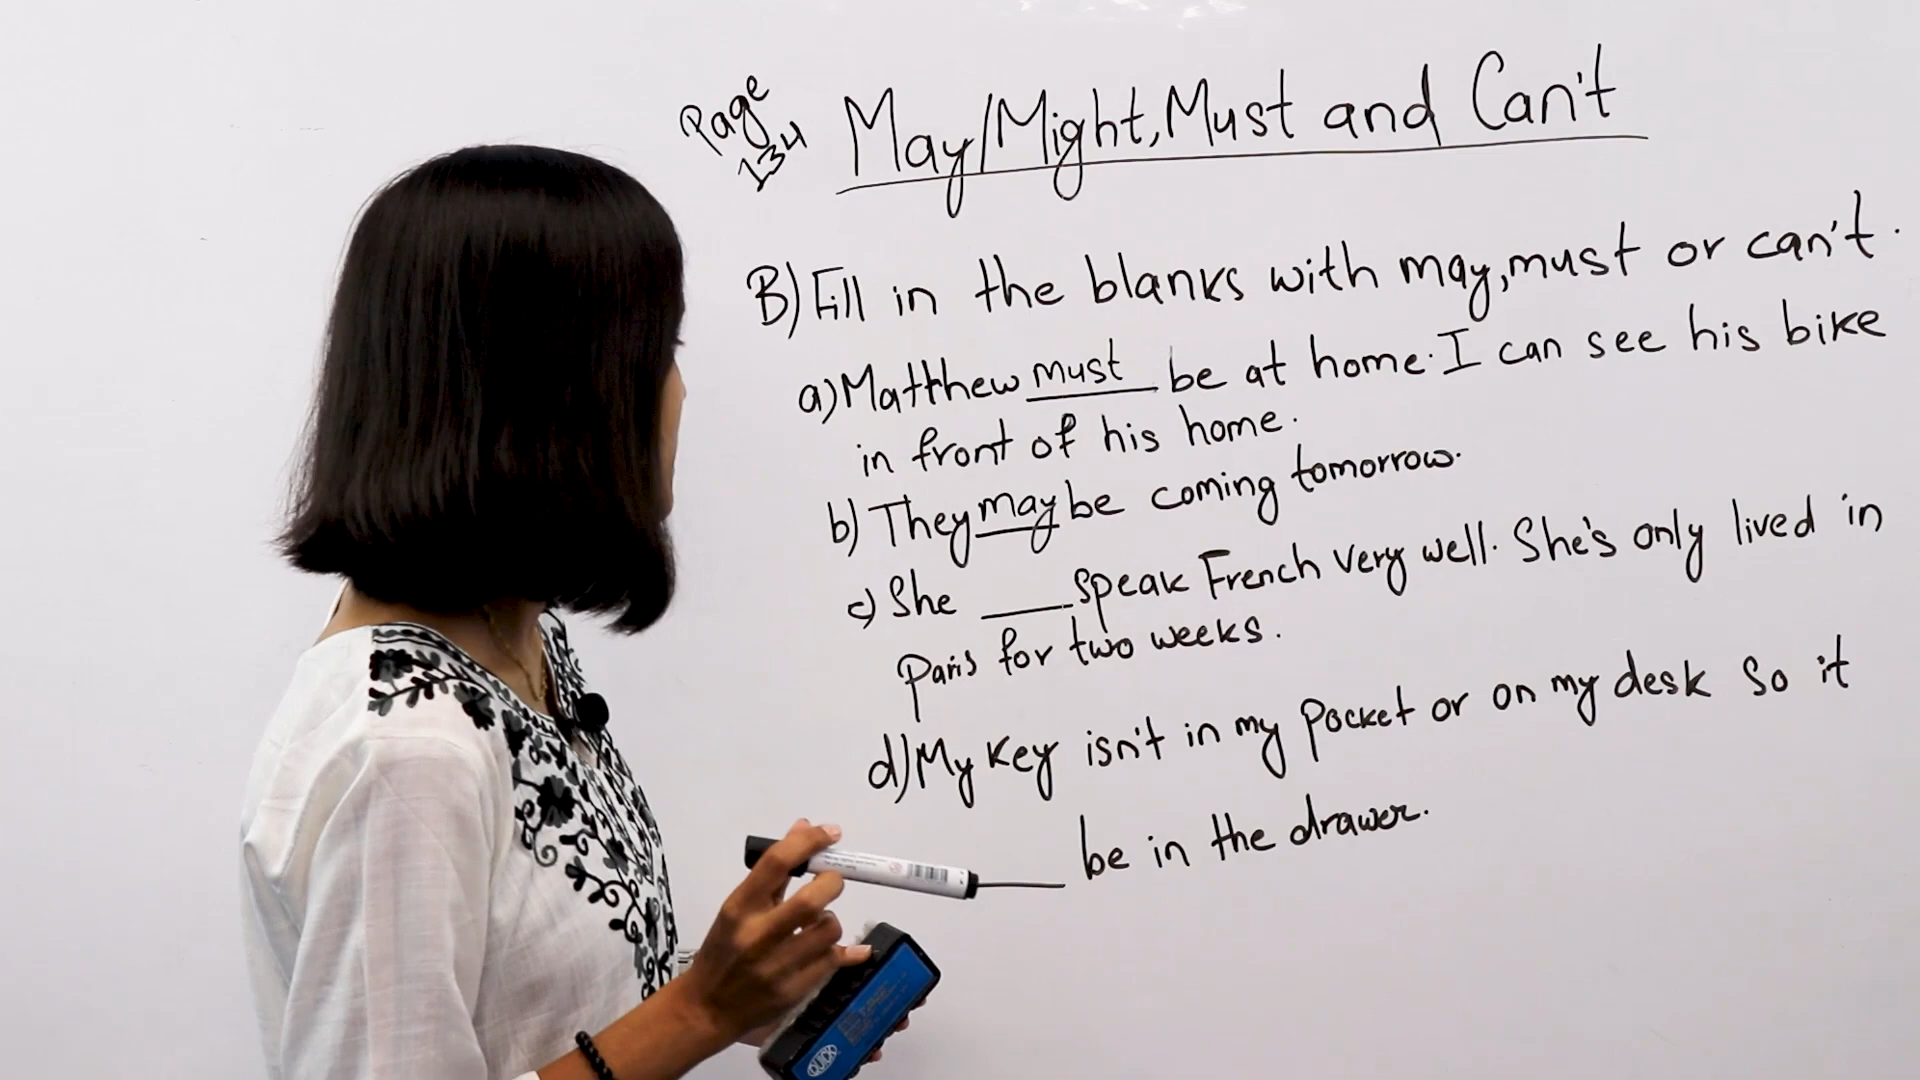 Page
134
May/Might, Must and Can't
B) Fill in the blanks with may, must or can't.
a) Matthew must be at home. I can see his bike
in front of his home.
b) They may be coming tomorrow.
c) She ___ speak French very well. She's only lived in
Paris for two weeks.
d) My key isn't in my pocket or on my desk so it
___ be in the drawer.
QUICK